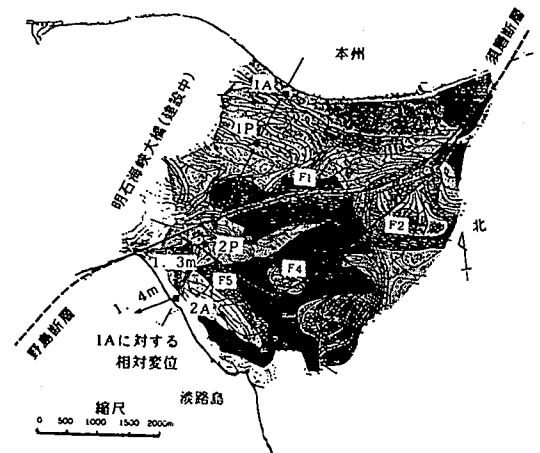 本州
須磨断層
1A
明石海峡大橋(建設中)
1P
F1
F2
北
2P
1.3m
F4
F5
1.4m
2A
野島断層
1Aに対する
相対変位
淡路島
縮尺
0 500 1000 1500 2000m